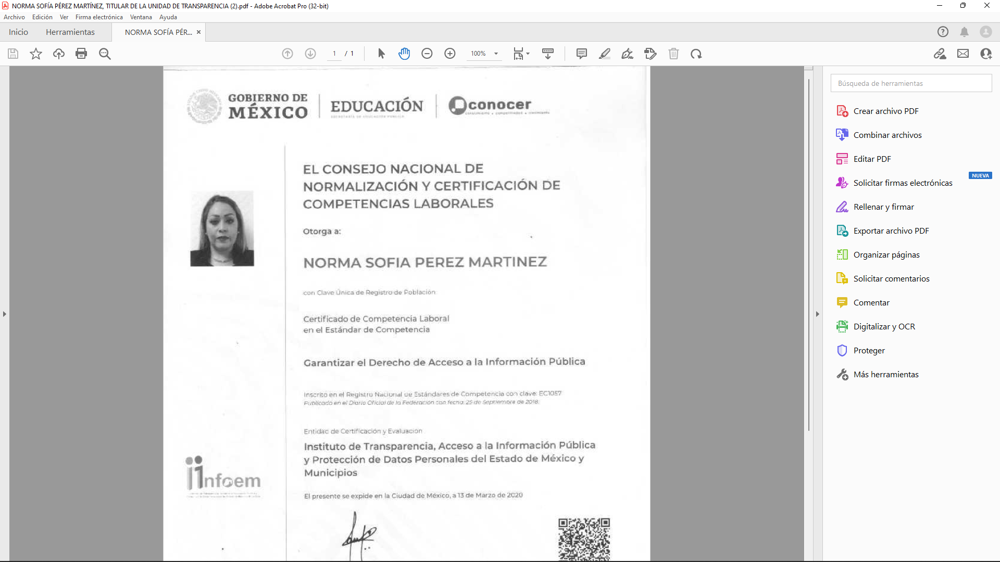 NORMA SOFÍA PÉREZ MARTÍNEZ, TITULAR DE LA UNIDAD DE TRANSPARENCIA (2).pdf - Adobe Acrobat Pro (32-bit)
Archivo Edición Ver Firma electrónica Ventana Ayuda
Inicio Herramientas NORMA SOFÍA PÉR...
1 / 1 100%
GOBIERNO DE
MÉXICO
EDUCACIÓN
SECRETARÍA DE EDUCACIÓN PÚBLICA
conocer
conocimiento • competitividad • crecimiento
EL CONSEJO NACIONAL DE
NORMALIZACIÓN Y CERTIFICACIÓN DE
COMPETENCIAS LABORALES
Otorga a:
NORMA SOFIA PEREZ MARTINEZ
con Clave Única de Registro de Población
Certificado de Competencia Laboral
en el Estándar de Competencia
Garantizar el Derecho de Acceso a la Información Pública
Inscrito en el Registro Nacional de Estándares de Competencia con clave: EC1057
Publicado en el Diario Oficial de la Federación con fecha: 25 de Septiembre de 2018.
Entidad de Certificación y Evaluación
Instituto de Transparencia, Acceso a la Información Pública
y Protección de Datos Personales del Estado de México y
Municipios
infoem
El presente se expide en la Ciudad de México, a 13 de Marzo de 2020
Búsqueda de herramientas
Crear archivo PDF
Combinar archivos
Editar PDF
NUEVA
Solicitar firmas electrónicas
Rellenar y firmar
Exportar archivo PDF
Organizar páginas
Solicitar comentarios
Comentar
Digitalizar y OCR
Proteger
Más herramientas